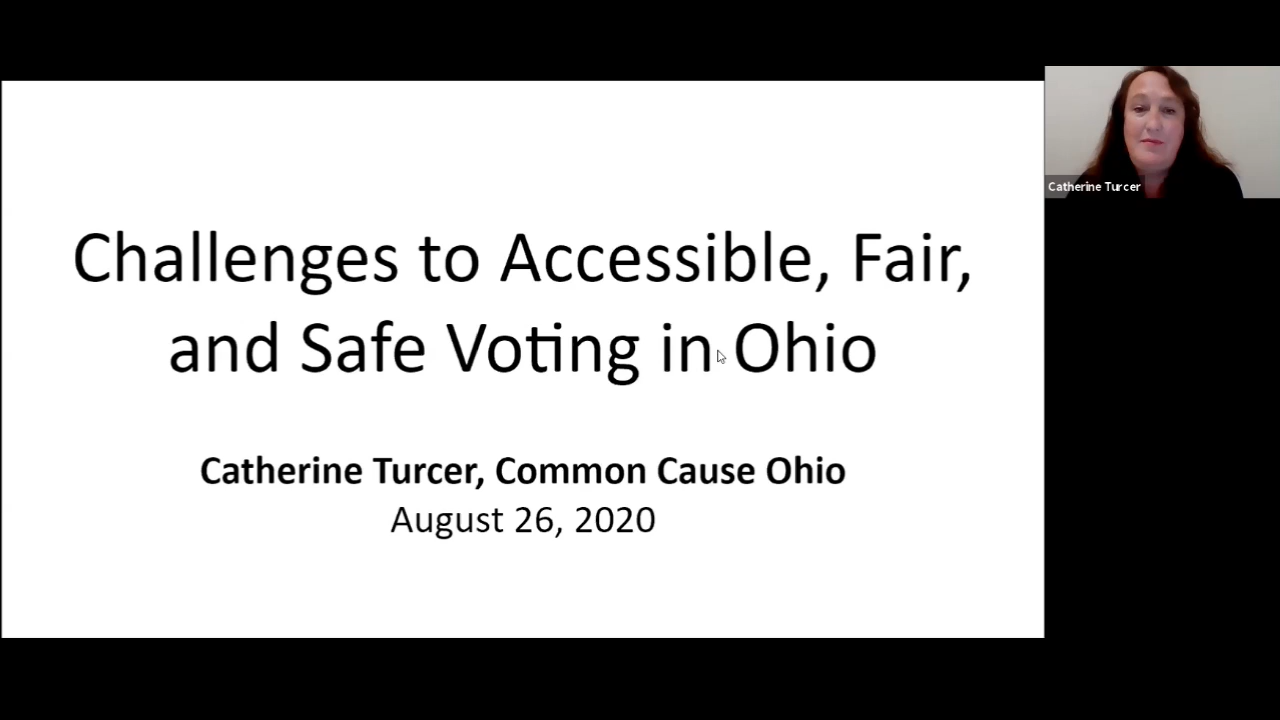 Challenges to Accessible, Fair,
and Safe Voting in Ohio
Catherine Turcer, Common Cause Ohio
August 26, 2020
Catherine Turcer